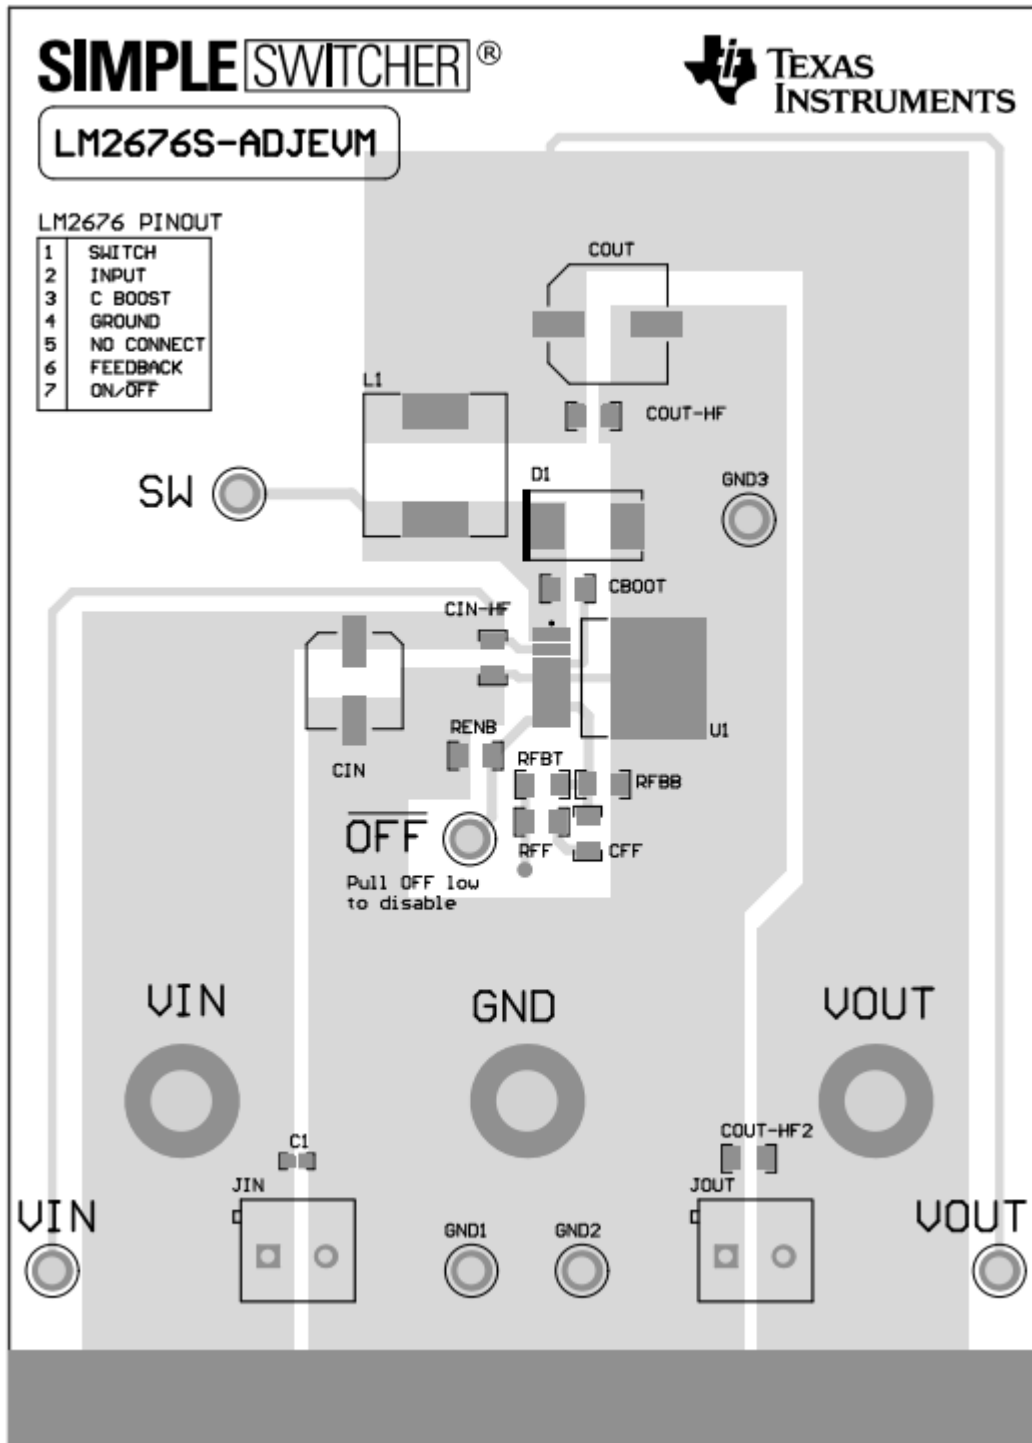 SIMPLE SWITCHER®
TEXAS
INSTRUMENTS
LM2676S-ADJEVM
LM2676 PINOUT
1 SWITCH
2 INPUT
3 C BOOST
4 GROUND
5 NO CONNECT
6 FEEDBACK
7 ON/OFF
COUT
L1
COUT-HF
D1
GND3
SW
CBOOT
CIN-HF
RENB
U1
RFBT
CIN
RFBB
OFF
RFF
CFF
Pull OFF low
to disable
VIN
GND
VOUT
C1
COUT-HF2
JIN
JOUT
VIN
GND1
GND2
VOUT